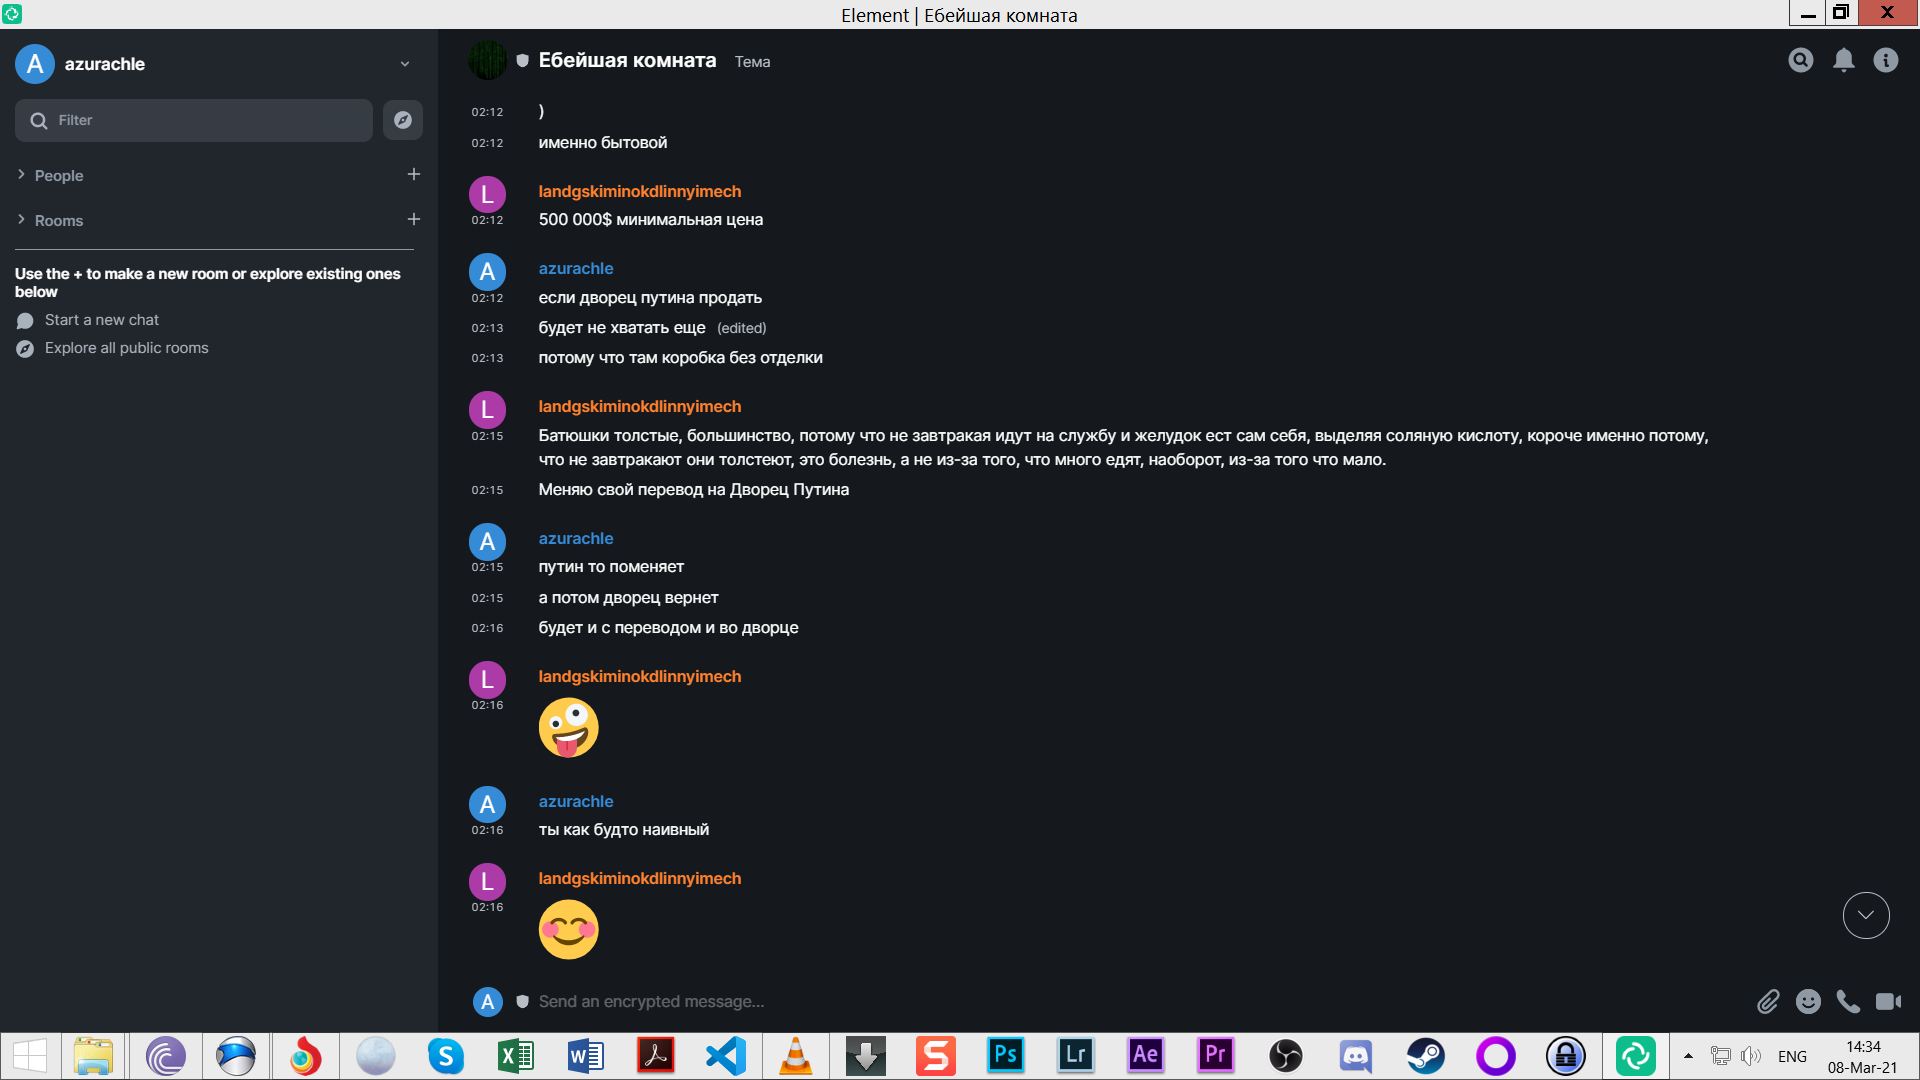 Element | Ебейшая комната
A azurachle
Filter
People
Rooms
Use the + to make a new room or explore existing ones
below
Start a new chat
Explore all public rooms
Ебейшая комната Тема
02:12 )
02:12 именно бытовой
L landgskiminokdlinnyimech
02:12 500 000$ минимальная цена
A azurachle
02:12 если дворец путина продать
02:13 будет не хватать еще (edited)
02:13 потому что там коробка без отделки
L landgskiminokdlinnyimech
02:15 Батюшки толстые, большинство, потому что не завтракая идут на службу и желудок ест сам себя, выделяя соляную кислоту, короче именно потому,
что не завтракают они толстеют, это болезнь, а не из-за того, что много едят, наоборот, из-за того что мало.
02:15 Меняю свой перевод на Дворец Путина
A azurachle
02:15 путин то поменяет
02:15 а потом дворец вернет
02:16 будет и с переводом и во дворце
L landgskiminokdlinnyimech
02:16
A azurachle
02:16 ты как будто наивный
L landgskiminokdlinnyimech
02:16
A Send an encrypted message...
S X W S Ps Lr Ae Pr ENG 14:34
08-Mar-21